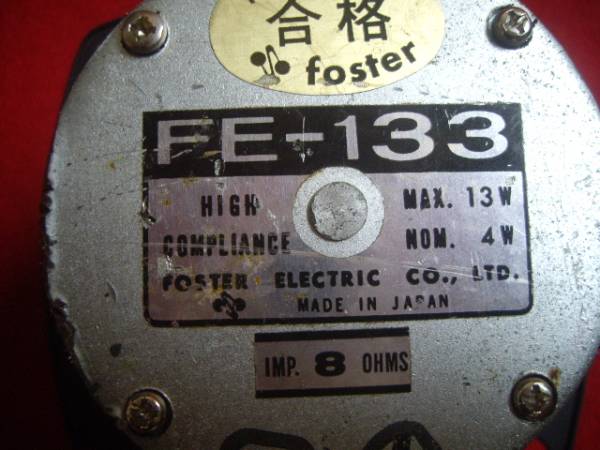 合格
foster
FE-133
HIGH MAX. 13W
COMPLIANCE NOM. 4W
FOSTER ELECTRIC CO., LTD.
MADE IN JAPAN
IMP. 8 OHMS